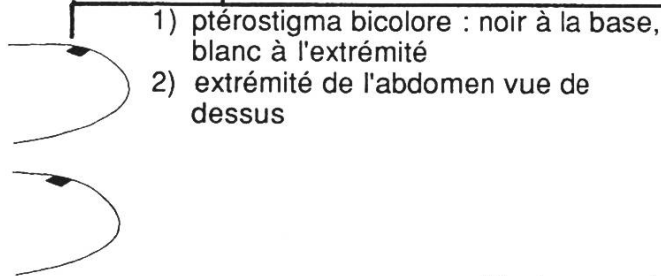 1) ptérostigma bicolore : noir à la base,
blanc à l'extrémité
2) extrémité de l'abdomen vue de
dessus